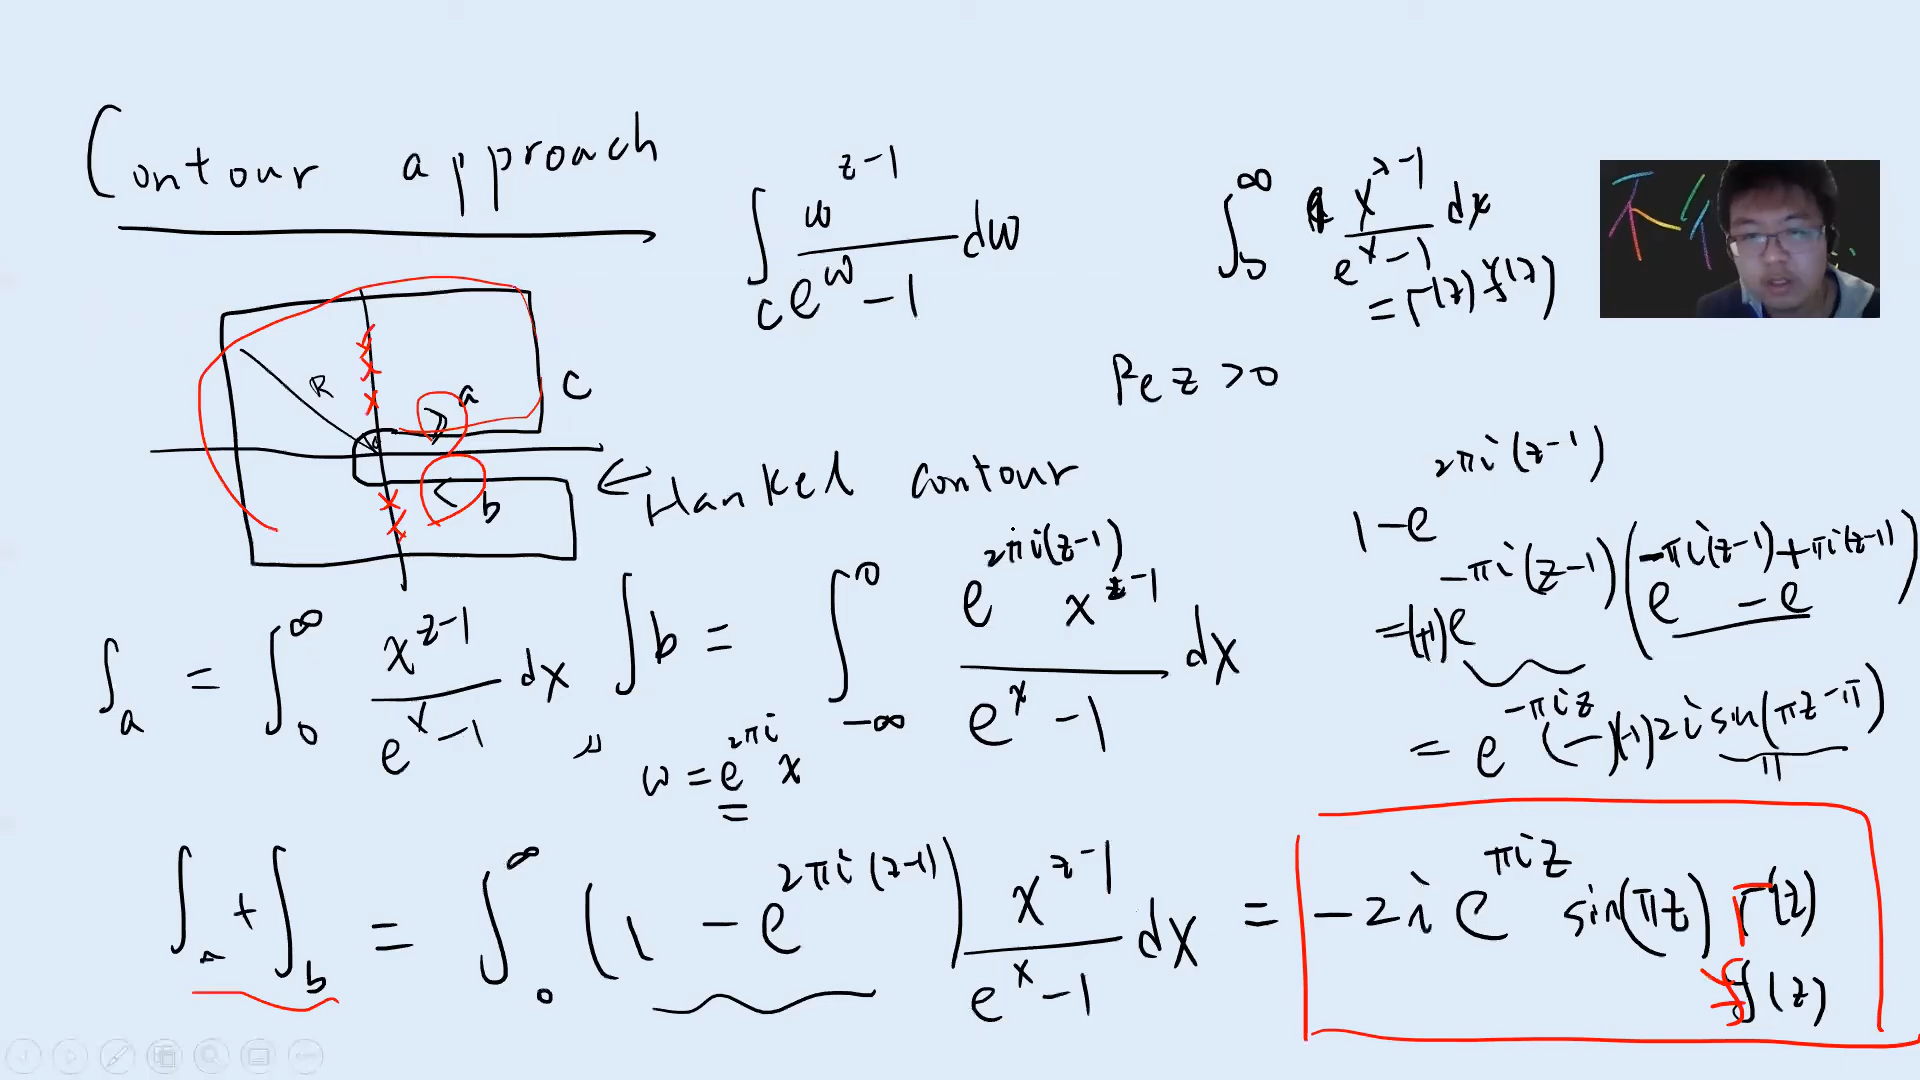 Contour approach
∫_C w^{z-1}/(e^w - 1) dw
∫_0^∞ x^{z-1}/(e^x - 1) dx
= Γ(z) ζ(z)
Re z > 0
R
a
C
b
← Hankel contour
∫_a = ∫_0^∞ x^{z-1}/(e^x - 1) dx
∫b = ∫_{-∞}^0 e^{2πi(z-1)} x^{z-1}/(e^x - 1) dx
w = e^{2πi} x
∫_a + ∫_b = ∫_0^∞ (1 - e^{2πi(z-1)}) x^{z-1}/(e^x - 1) dx = -2i e^{πiz} sin(πz) Γ(z) ζ(z)
1 - e^{2πi(z-1)}
= (+1) e^{-πi(z-1)} (e^{-πi(z-1)} - e^{+πi(z-1)})
= e^{-πiz} (-)(-1) 2i sin(πz - π)
π